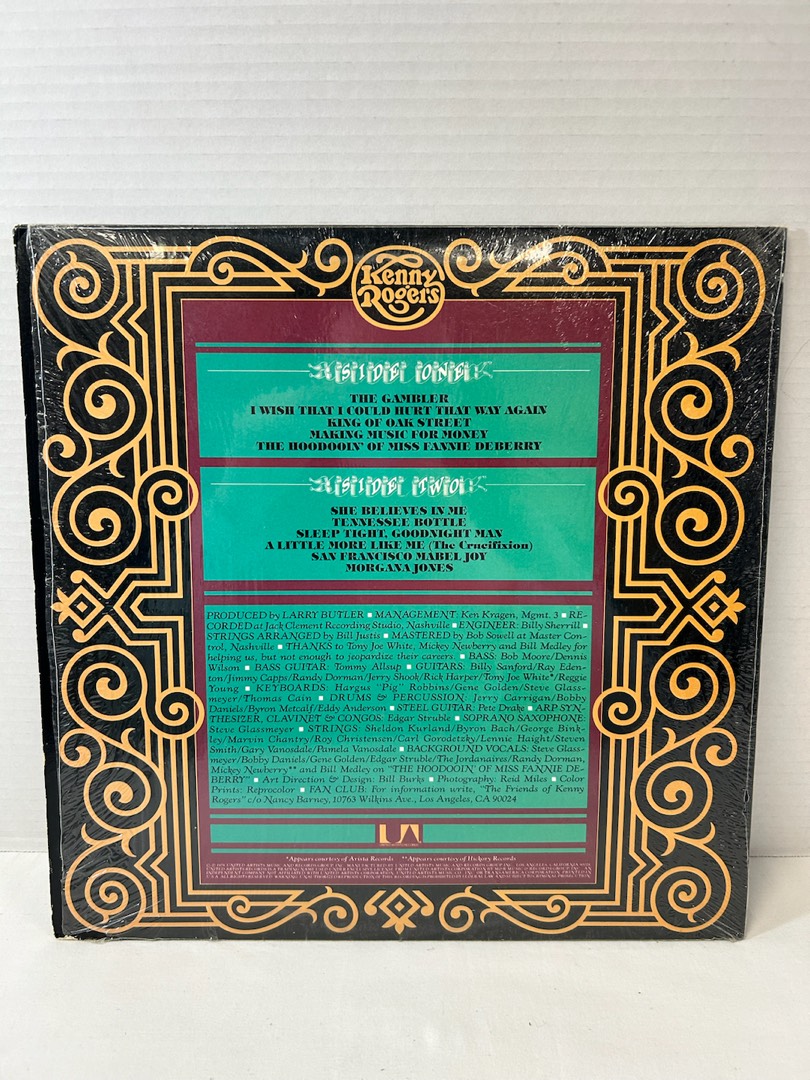 Kenny
Rogers
SIDE ONE
THE GAMBLER
I WISH THAT I COULD HURT THAT WAY AGAIN
KING OF OAK STREET
MAKING MUSIC FOR MONEY
THE HOODOOIN' OF MISS FANNIE DEBERRY
SIDE TWO
SHE BELIEVES IN ME
TENNESSEE BOTTLE
SLEEP TIGHT, GOODNIGHT MAN
A LITTLE MORE LIKE ME (The Crucifixion)
SAN FRANCISCO MABEL JOY
MORGANA JONES
PRODUCED by LARRY BUTLER ■ MANAGEMENT: Ken Kragen, Mgmt. 3 ■ RE-
CORDED at Jack Clement Recording Studio, Nashville ■ ENGINEER: Billy Sherrill ■
STRINGS ARRANGED by Bill Justis ■ MASTERED by Bob Sowell at Master Con-
trol, Nashville ■ THANKS to Tony Joe White, Mickey Newberry and Bill Medley for
helping us, but not enough to jeopardize their careers. ■ BASS: Bob Moore/Dennis
Wilson ■ BASS GUITAR: Tommy Allsup ■ GUITARS: Billy Sanford/Ray Eden-
ton/Jimmy Capps/Randy Dorman/Jerry Shook/Rick Harper/Tony Joe White*/Reggie
Young ■ KEYBOARDS: Hargus "Pig" Robbins/Gene Golden/Steve Glass-
meyer/Thomas Cain ■ DRUMS & PERCUSSION: Jerry Carrigan/Bobby
Daniels/Byron Metcalf/Eddy Anderson ■ STEEL GUITAR: Pete Drake ■ ARP SYN-
THESIZER, CLAVINET & CONGOS: Edgar Struble ■ SOPRANO SAXOPHONE:
Steve Glassmeyer ■ STRINGS: Sheldon Kurland/Byron Bach/George Bink-
ley/Marvin Chantry/Roy Christensen/Carl Gorodetzky/Lennie Haight/Steven
Smith/Gary Vanosdale/Pamela Vanosdale ■ BACKGROUND VOCALS: Steve Glass-
meyer/Bobby Daniels/Gene Golden/Edgar Struble/The Jordanaires/Randy Dorman,
Mickey Newberry** and Bill Medley on "THE HOODOOIN' OF MISS FANNIE DE-
BERRY" ■ Art Direction & Design: Bill Burks ■ Photography: Reid Miles ■ Color
Prints: Reprocolor ■ FAN CLUB: For information write, "The Friends of Kenny
Rogers" c/o Nancy Barney, 10763 Wilkins Ave., Los Angeles, CA 90024
UA
*Appears courtesy of Arista Records **Appears courtesy of Hickory Records